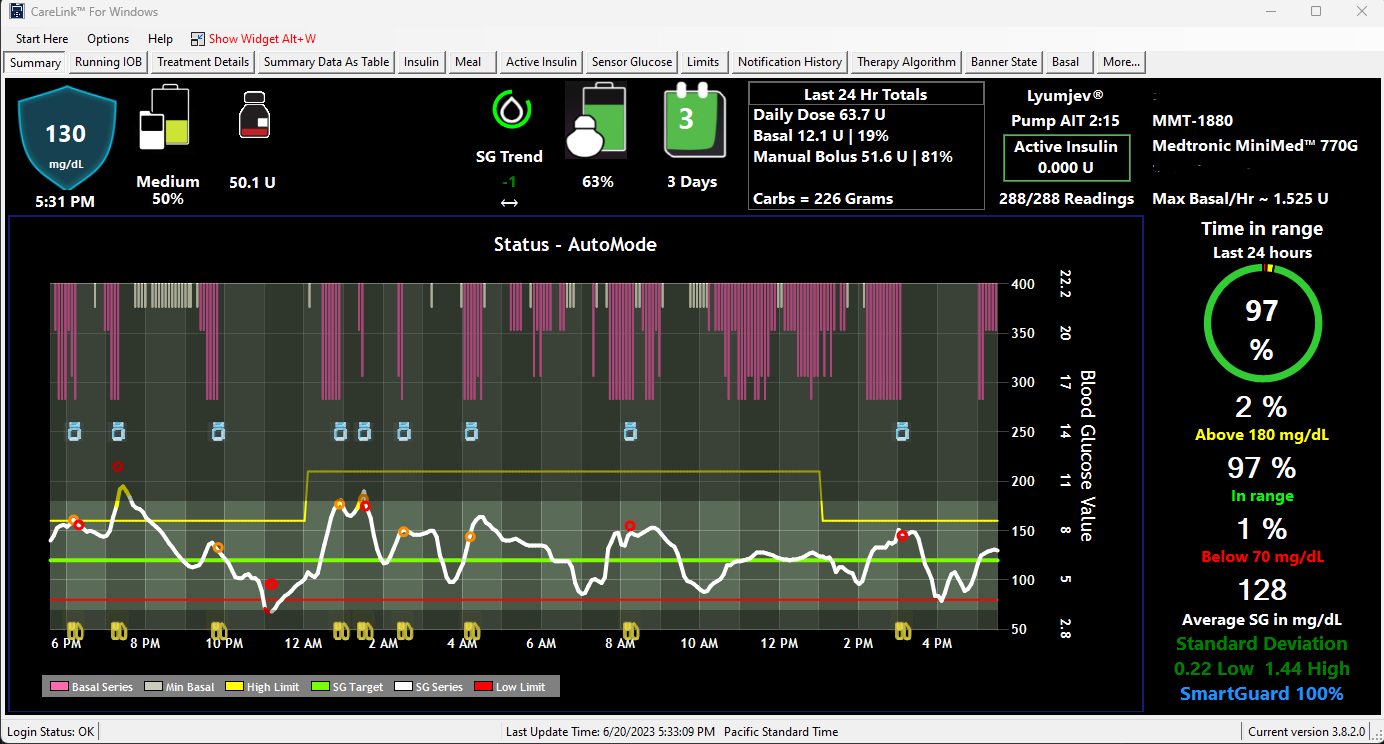 CareLink™ For Windows
Start Here Options Help Show Widget Alt+W
Summary Running IOB Treatment Details Summary Data As Table Insulin Meal Active Insulin Sensor Glucose Limits Notification History Therapy Algorithm Banner State Basal More...
130
mg/dL
5:31 PM
Medium
50%
50.1 U
SG Trend
-1
63%
3
3 Days
Last 24 Hr Totals
Daily Dose 63.7 U
Basal 12.1 U | 19%
Manual Bolus 51.6 U | 81%
Carbs = 226 Grams
Lyumjev®
Pump AIT 2:15
Active Insulin
0.000 U
288/288 Readings
MMT-1880
Medtronic MiniMed™ 770G
Max Basal/Hr ~ 1.525 U
Status - AutoMode
400 22.2
350 20
300 17
250 14
200 11
150 8
100 5
50 2.8
Blood Glucose Value
6 PM 8 PM 10 PM 12 AM 2 AM 4 AM 6 AM 8 AM 10 AM 12 PM 2 PM 4 PM
Basal Series Min Basal High Limit SG Target SG Series Low Limit
Time in range
Last 24 hours
97
%
2 %
Above 180 mg/dL
97 %
In range
1 %
Below 70 mg/dL
128
Average SG in mg/dL
Standard Deviation
0.22 Low 1.44 High
SmartGuard 100%
Login Status: OK Last Update Time: 6/20/2023 5:33:09 PM Pacific Standard Time Current version 3.8.2.0